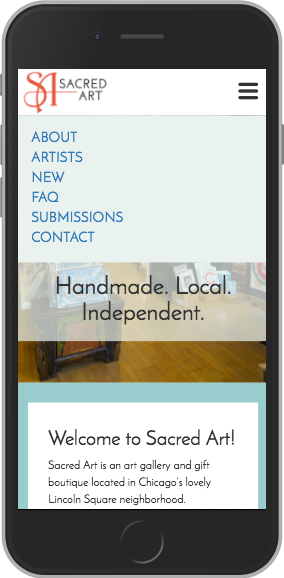 SA SACRED
ART
ABOUT
ARTISTS
NEW
FAQ
SUBMISSIONS
CONTACT
Handmade. Local.
Independent.
Welcome to Sacred Art!
Sacred Art is an art gallery and gift
boutique located in Chicago's lovely
Lincoln Square neighborhood.